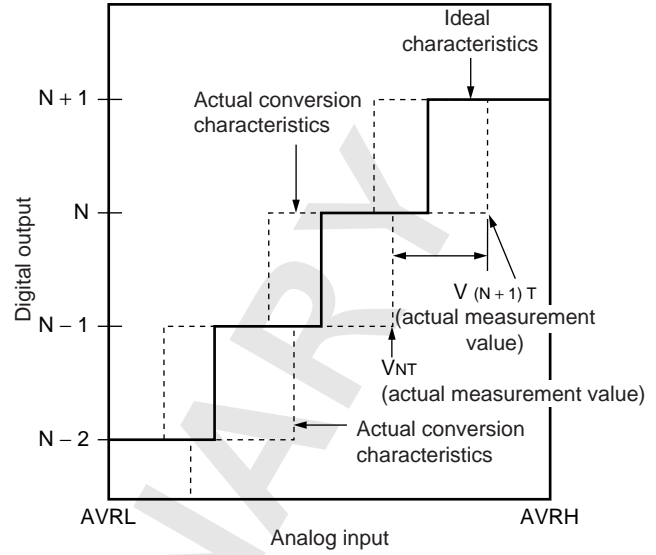 Ideal
characteristics
N + 1
Actual conversion
characteristics
N
Digital output
V (N + 1) T
(actual measurement
value)
N – 1
VNT
(actual measurement value)
Actual conversion
characteristics
N – 2
AVRL
AVRH
Analog input
NARY